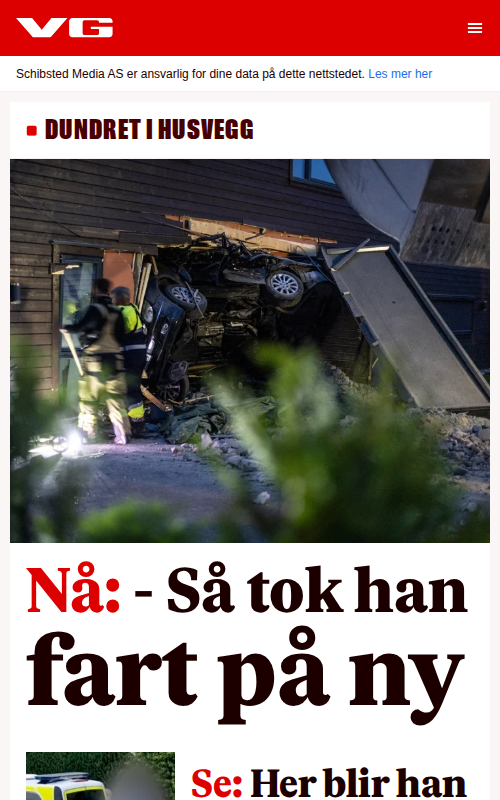 VG
Schibsted Media AS er ansvarlig for dine data på dette nettstedet. Les mer her
DUNDRET I HUSVEGG
Nå: - Så tok han
fart på ny
Se: Her blir han